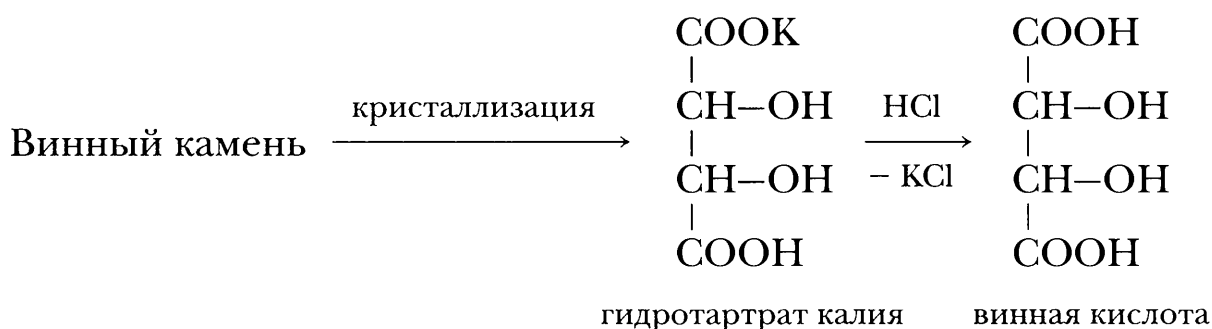 Винный камень
кристаллизация
COOK
CH–OH
CH–OH
COOH
HCl
– KCl
COOH
CH–OH
CH–OH
COOH
гидротартрат калия
винная кислота